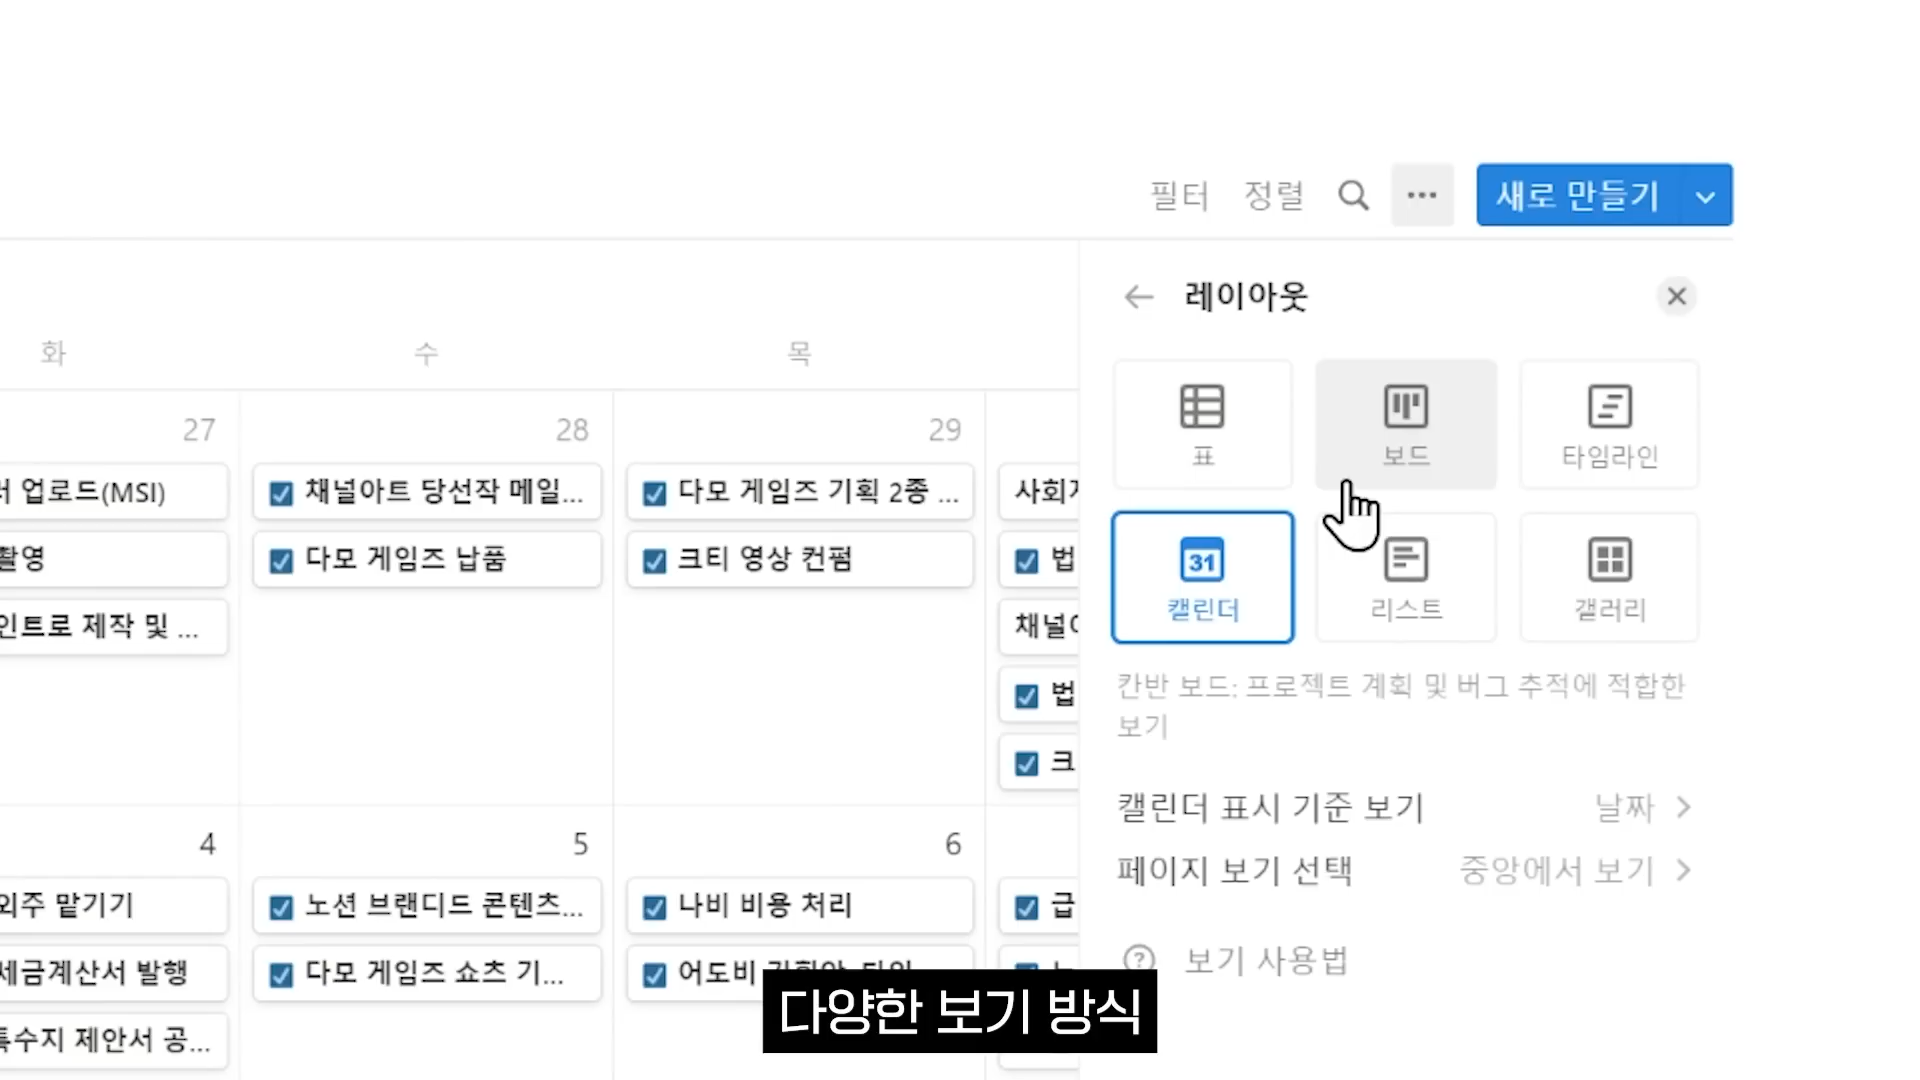 필터 정렬 새로 만들기
레이아웃
화 수 목
표 보드 타임라인
캘린더 리스트 갤러리
31
칸반 보드: 프로젝트 계획 및 버그 추적에 적합한
보기
캘린더 표시 기준 보기 날짜
페이지 보기 선택 중앙에서 보기
보기 사용법
27
업로드(MSI)
촬영
인트로 제작 및 ...
28
채널아트 당선작 메일...
다모 게임즈 납품
29
다모 게임즈 기획 2종 ...
크티 영상 컨펌
법
법
크
4
외주 맡기기
세금계산서 발행
특수지 제안서 공...
5
노션 브랜디드 콘텐츠...
다모 게임즈 쇼츠 기...
6
나비 비용 처리
어도비
급
다양한 보기 방식